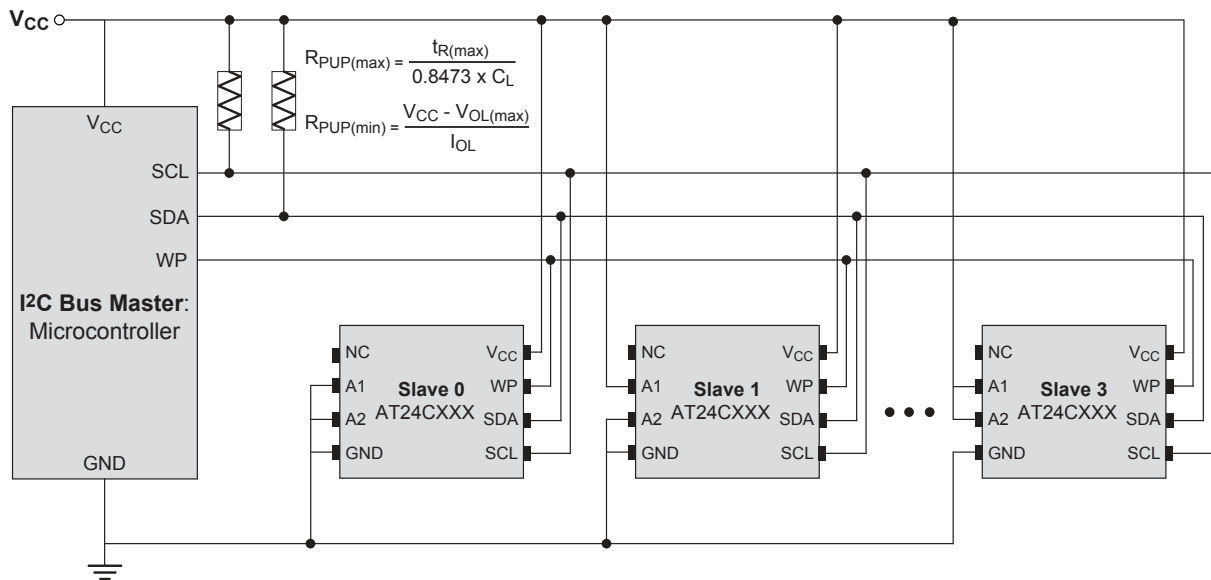 VCC
RPUP(max) = tR(max) / 0.8473 x CL
RPUP(min) = VCC - VOL(max) / IOL
VCC
SCL
SDA
WP
I2C Bus Master:
Microcontroller
GND
NC
A1
A2
GND
Slave 0
AT24CXXX
VCC
WP
SDA
SCL
NC
A1
A2
GND
Slave 1
AT24CXXX
VCC
WP
SDA
SCL
NC
A1
A2
GND
Slave 3
AT24CXXX
VCC
WP
SDA
SCL